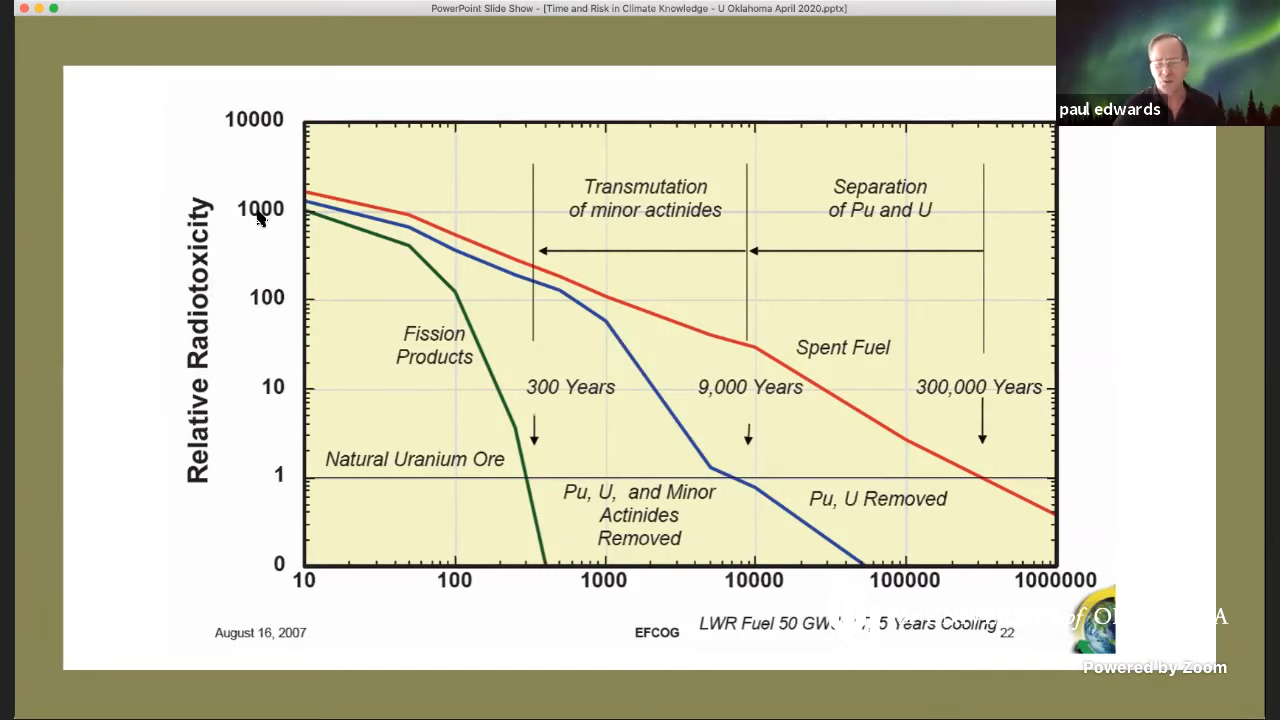 PowerPoint Slide Show - [Time and Risk in Climate Knowledge - U Oklahoma April 2020.pptx]
paul edwards
10000
1000
100
10
1
0
Relative Radiotoxicity
Transmutation
of minor actinides
Separation
of Pu and U
Fission
Products
Spent Fuel
300 Years
9,000 Years
300,000 Years
Natural Uranium Ore
Pu, U, and Minor
Actinides
Removed
Pu, U Removed
10
100
1000
10000
100000
1000000
August 16, 2007
EFCOG
LWR Fuel 50 5 Years Cooling
22
of
Powered by Zoom